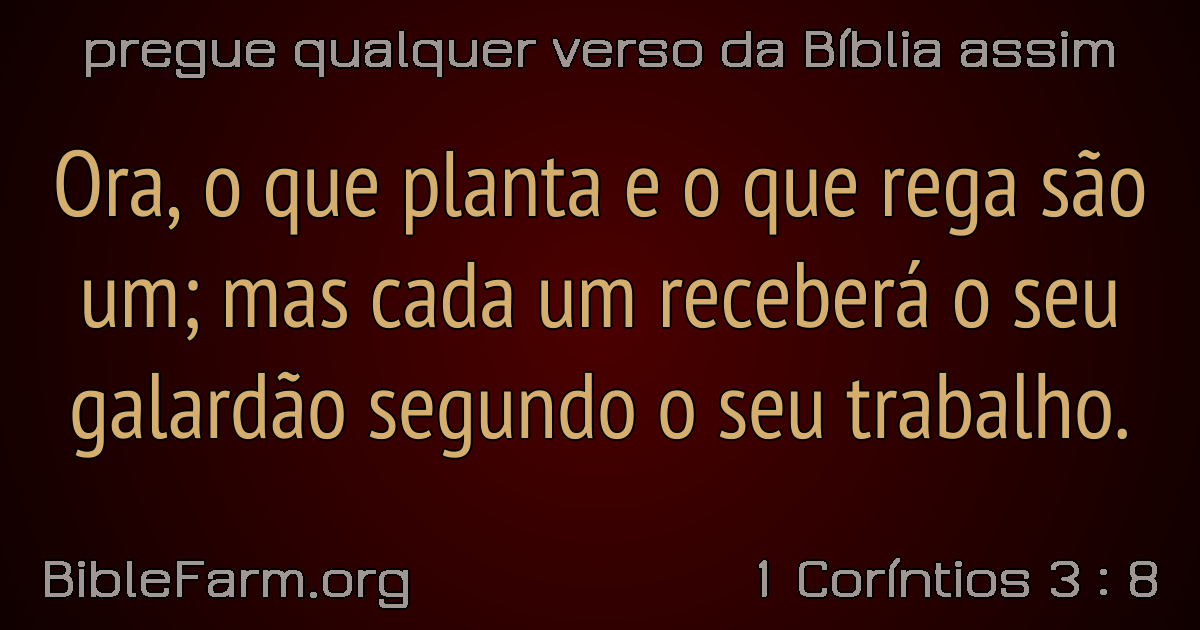 pregue qualquer verso da Bíblia assim
Ora, o que planta e o que rega são
um; mas cada um receberá o seu
galardão segundo o seu trabalho.
BibleFarm.org
1 Coríntios 3 : 8